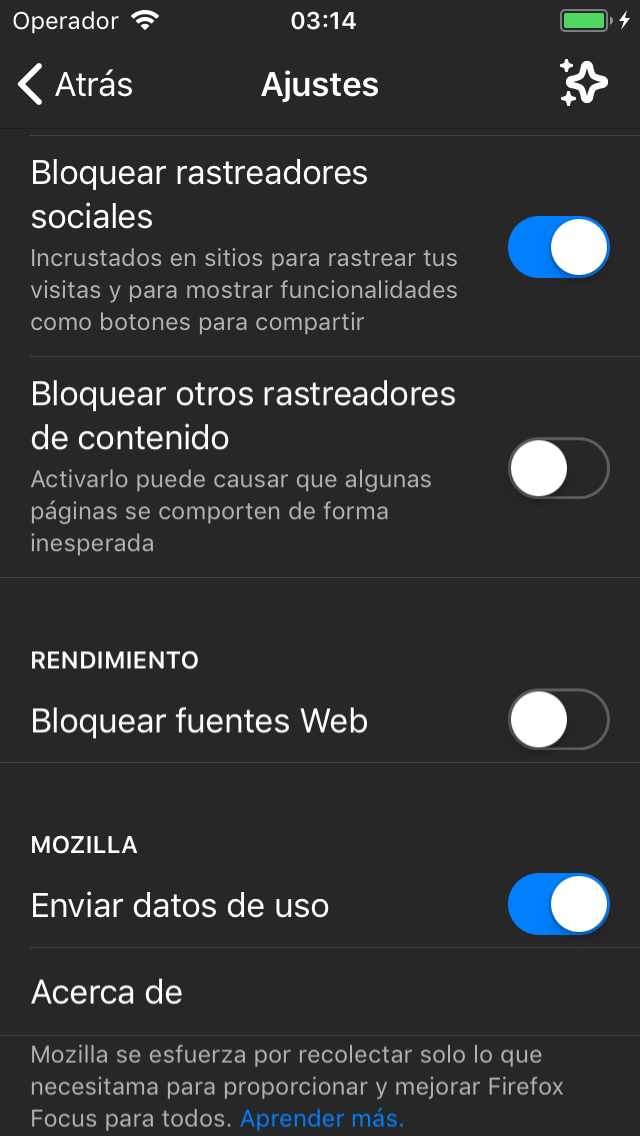 Operador 03:14
Atrás Ajustes
Bloquear rastreadores
sociales
Incrustados en sitios para rastrear tus
visitas y para mostrar funcionalidades
como botones para compartir
Bloquear otros rastreadores
de contenido
Activarlo puede causar que algunas
páginas se comporten de forma
inesperada
RENDIMIENTO
Bloquear fuentes Web
MOZILLA
Enviar datos de uso
Acerca de
Mozilla se esfuerza por recolectar solo lo que
necesitama para proporcionar y mejorar Firefox
Focus para todos. Aprender más.